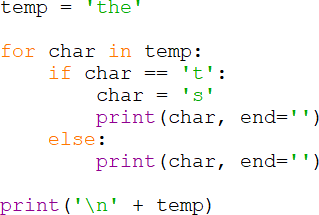 temp = 'the'
for char in temp:
    if char == 't':
        char = 's'
        print(char, end='')
    else:
        print(char, end='')
print('\n' + temp)